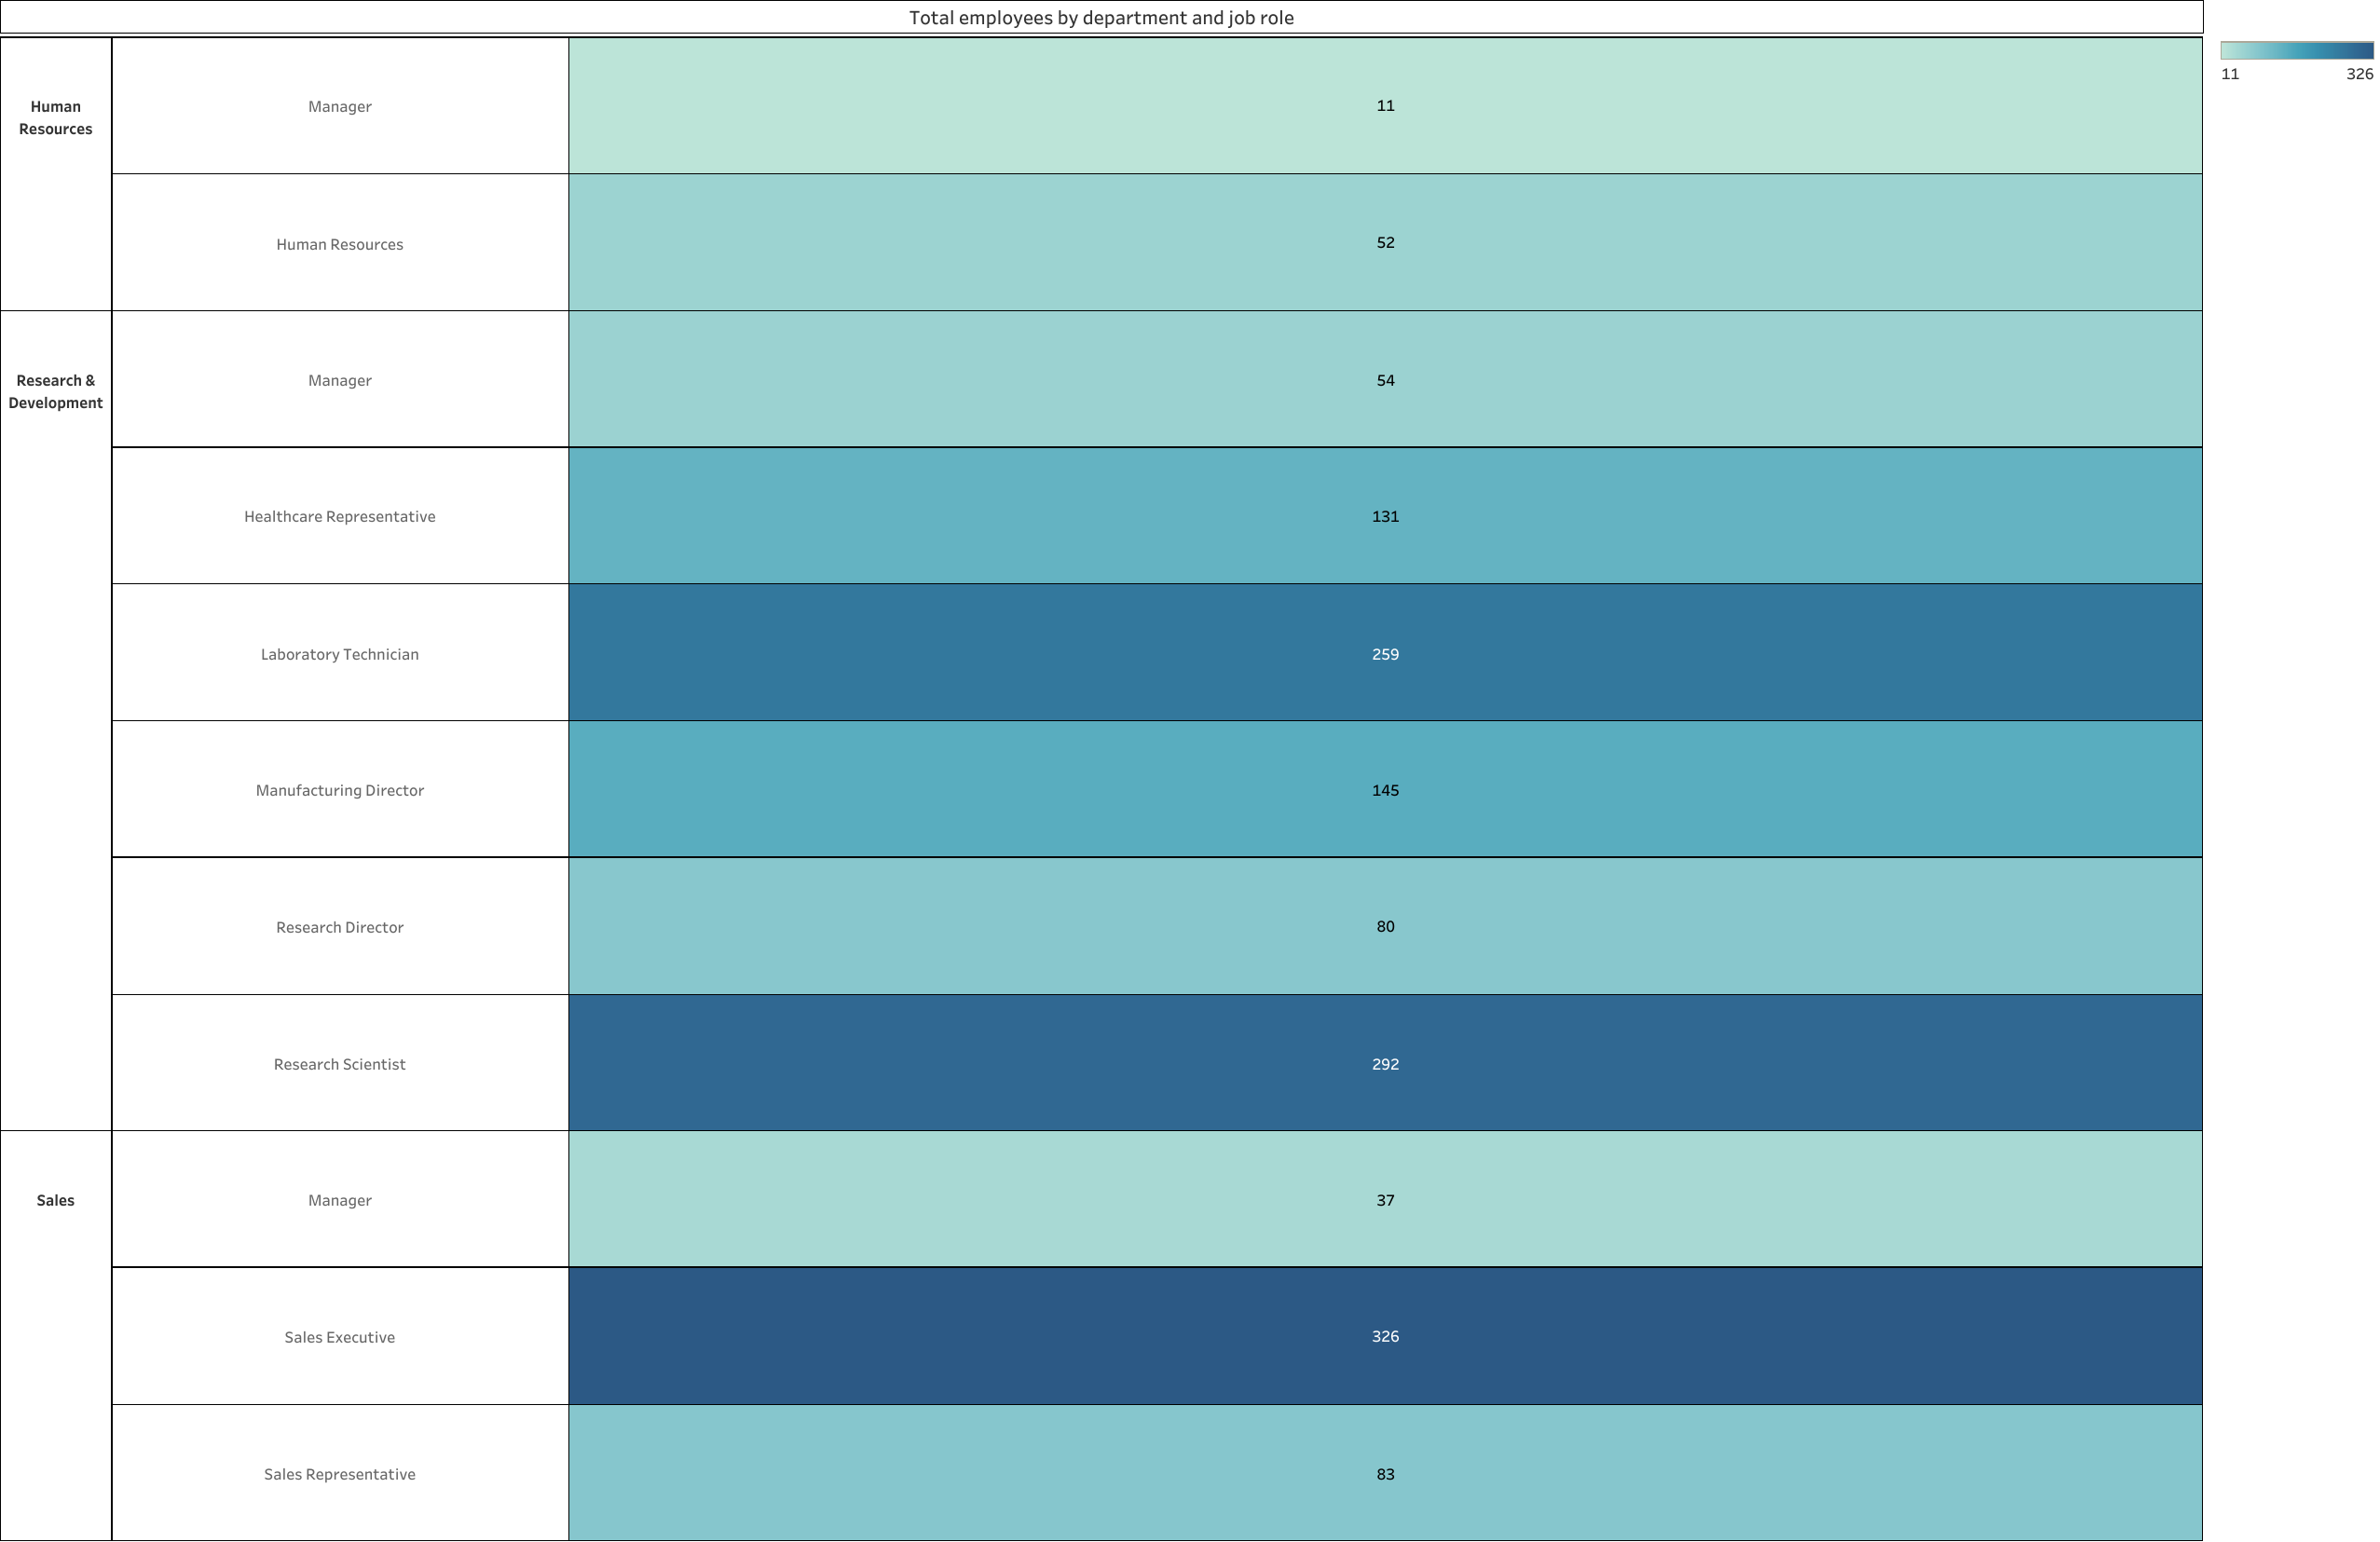 Total employees by department and job role
11 326
Human
Resources
Manager
11
Human Resources
52
Research &
Development
Manager
54
Healthcare Representative
131
Laboratory Technician
259
Manufacturing Director
145
Research Director
80
Research Scientist
292
Sales
Manager
37
Sales Executive
326
Sales Representative
83